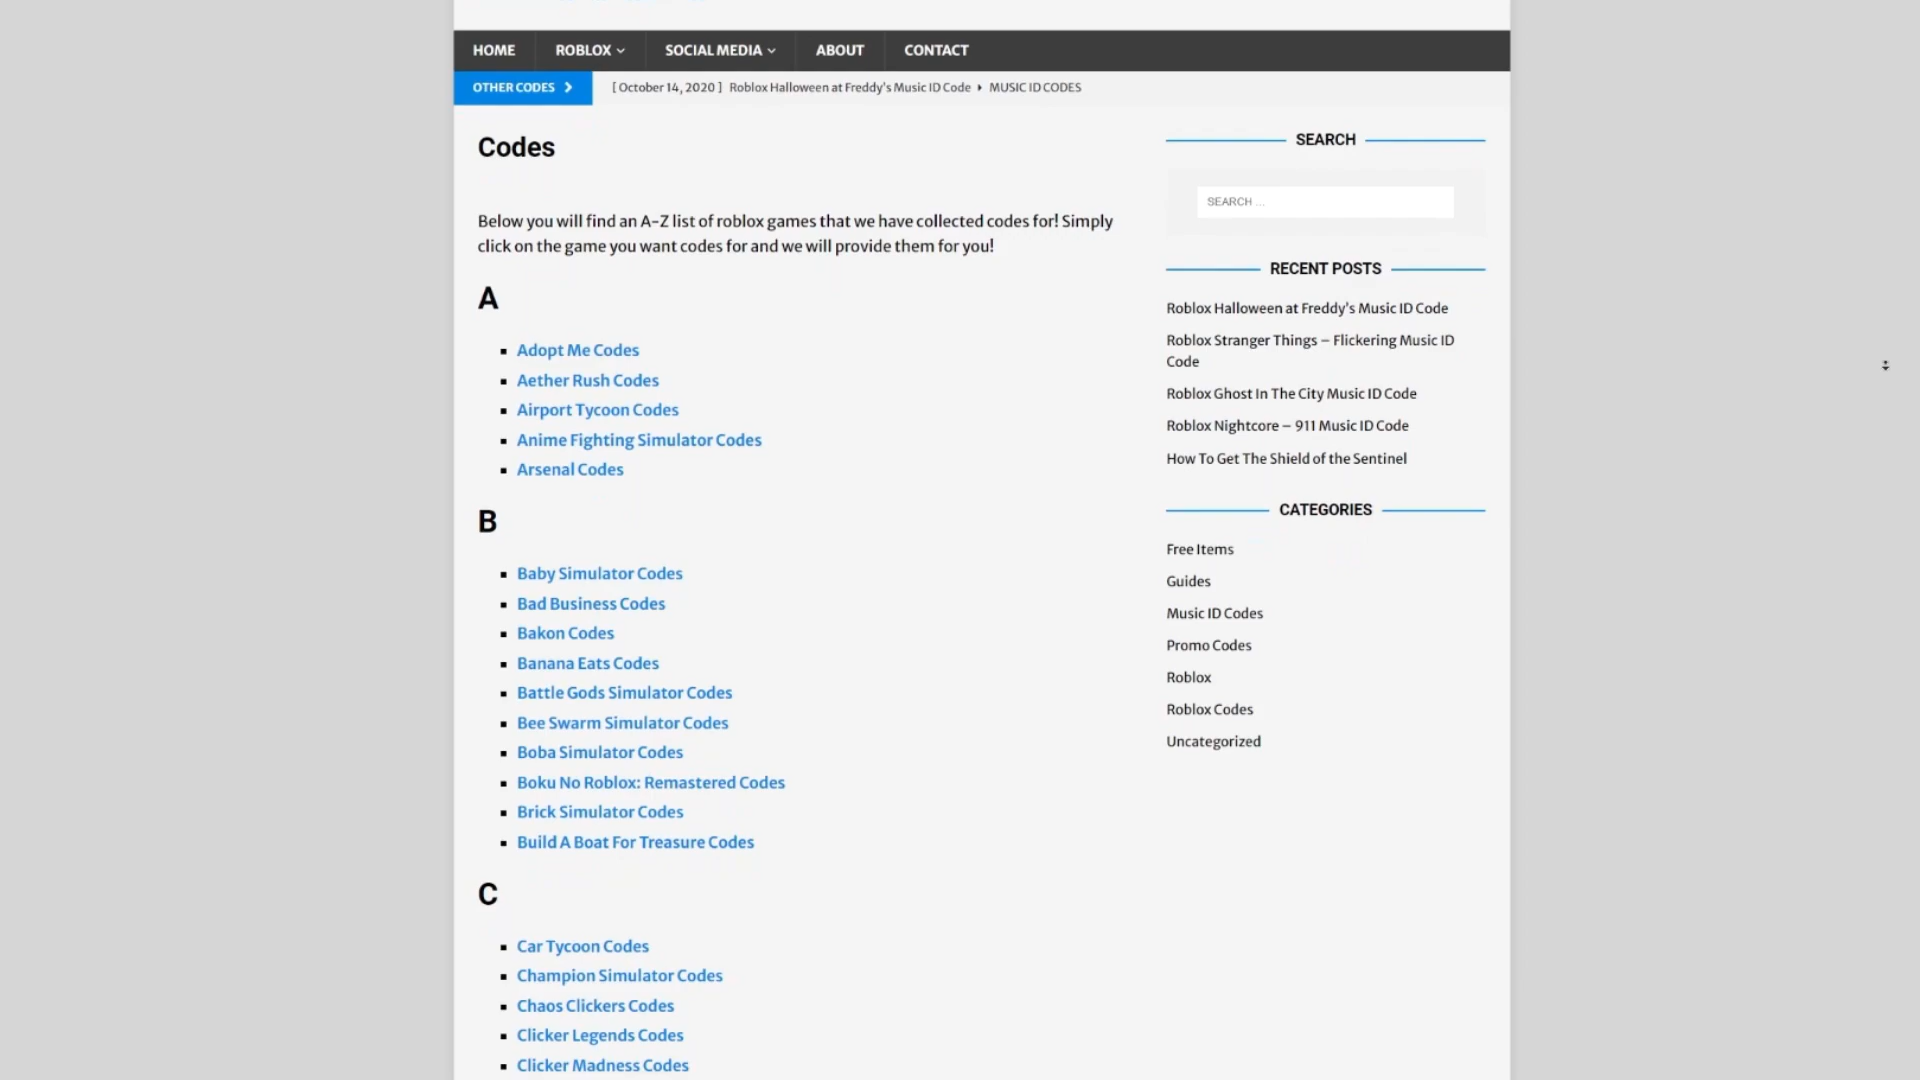 HOME ROBLOX SOCIAL MEDIA ABOUT CONTACT
OTHER CODES [ October 14, 2020 ] Roblox Halloween at Freddy's Music ID Code MUSIC ID CODES
Codes
Below you will find an A-Z list of roblox games that we have collected codes for! Simply
click on the game you want codes for and we will provide them for you!
A
Adopt Me Codes
Aether Rush Codes
Airport Tycoon Codes
Anime Fighting Simulator Codes
Arsenal Codes
B
Baby Simulator Codes
Bad Business Codes
Bakon Codes
Banana Eats Codes
Battle Gods Simulator Codes
Bee Swarm Simulator Codes
Boba Simulator Codes
Boku No Roblox: Remastered Codes
Brick Simulator Codes
Build A Boat For Treasure Codes
C
Car Tycoon Codes
Champion Simulator Codes
Chaos Clickers Codes
Clicker Legends Codes
Clicker Madness Codes
SEARCH
SEARCH ...
RECENT POSTS
Roblox Halloween at Freddy's Music ID Code
Roblox Stranger Things – Flickering Music ID
Code
Roblox Ghost In The City Music ID Code
Roblox Nightcore – 911 Music ID Code
How To Get The Shield of the Sentinel
CATEGORIES
Free Items
Guides
Music ID Codes
Promo Codes
Roblox
Roblox Codes
Uncategorized